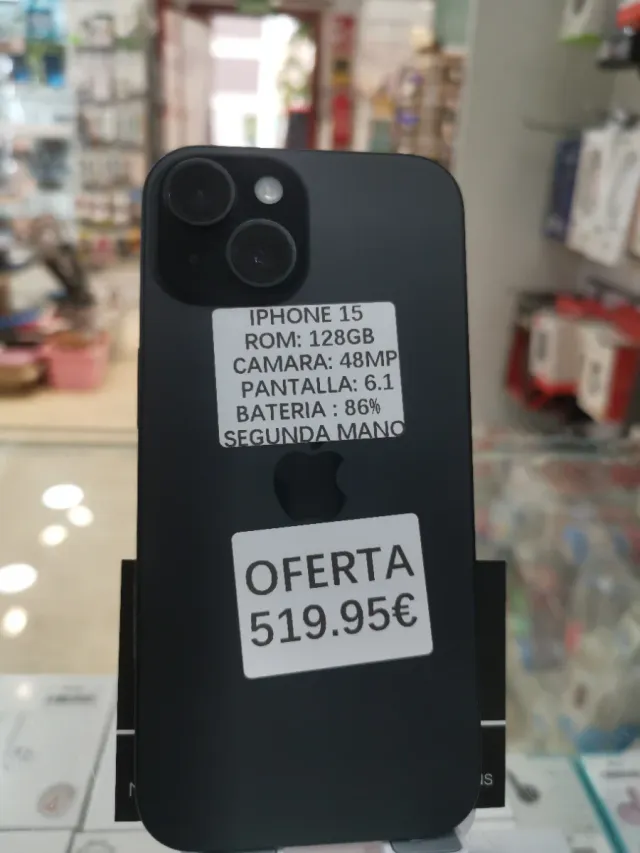 IPHONE 15
ROM: 128GB
CAMARA: 48MP
PANTALLA: 6.1
BATERIA : 86%
SEGUNDA MANO
OFERTA
519.95€